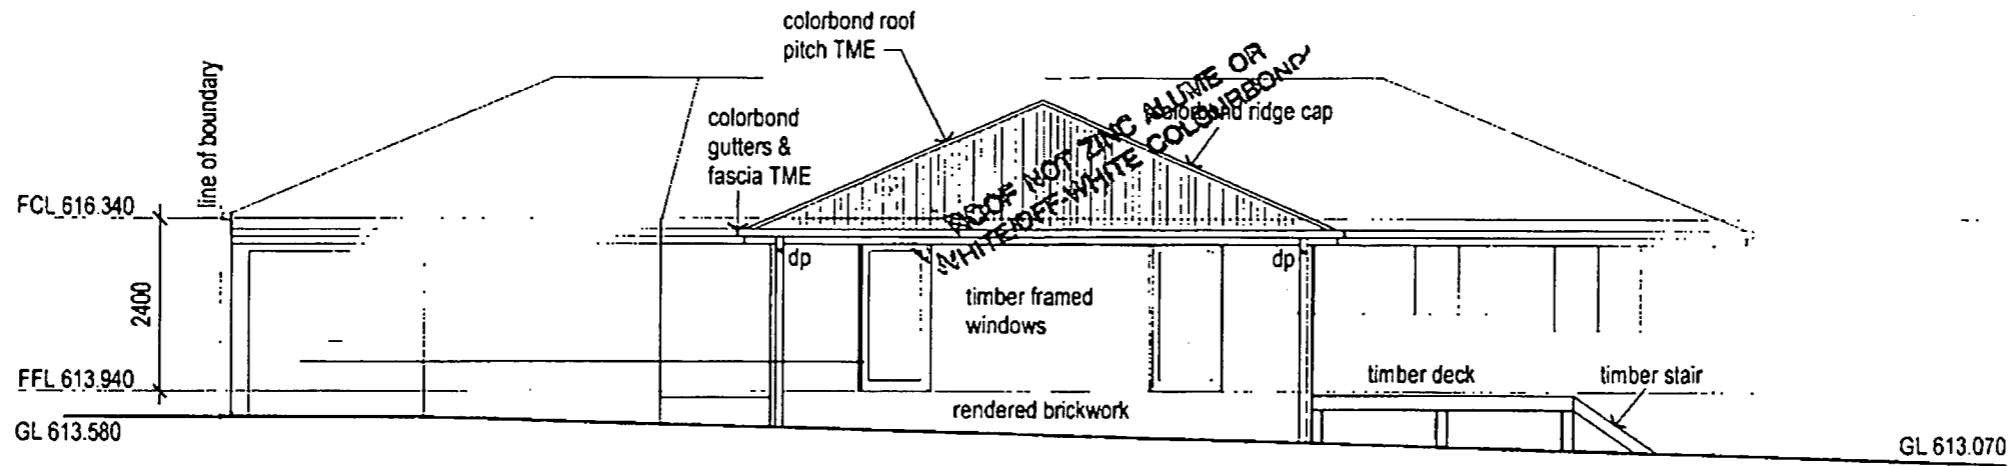 colorbond roof
pitch TME
line of boundary
colorbond
gutters &
fascia TME
colorbond ridge cap
ROOF NOT ZINC ALUME OR
WHITE/OFF-WHITE COLOURBOND
FCL 616.340
dp
dp
2400
timber framed
windows
FFL 613.940
timber deck
timber stair
rendered brickwork
GL 613.580
GL 613.070